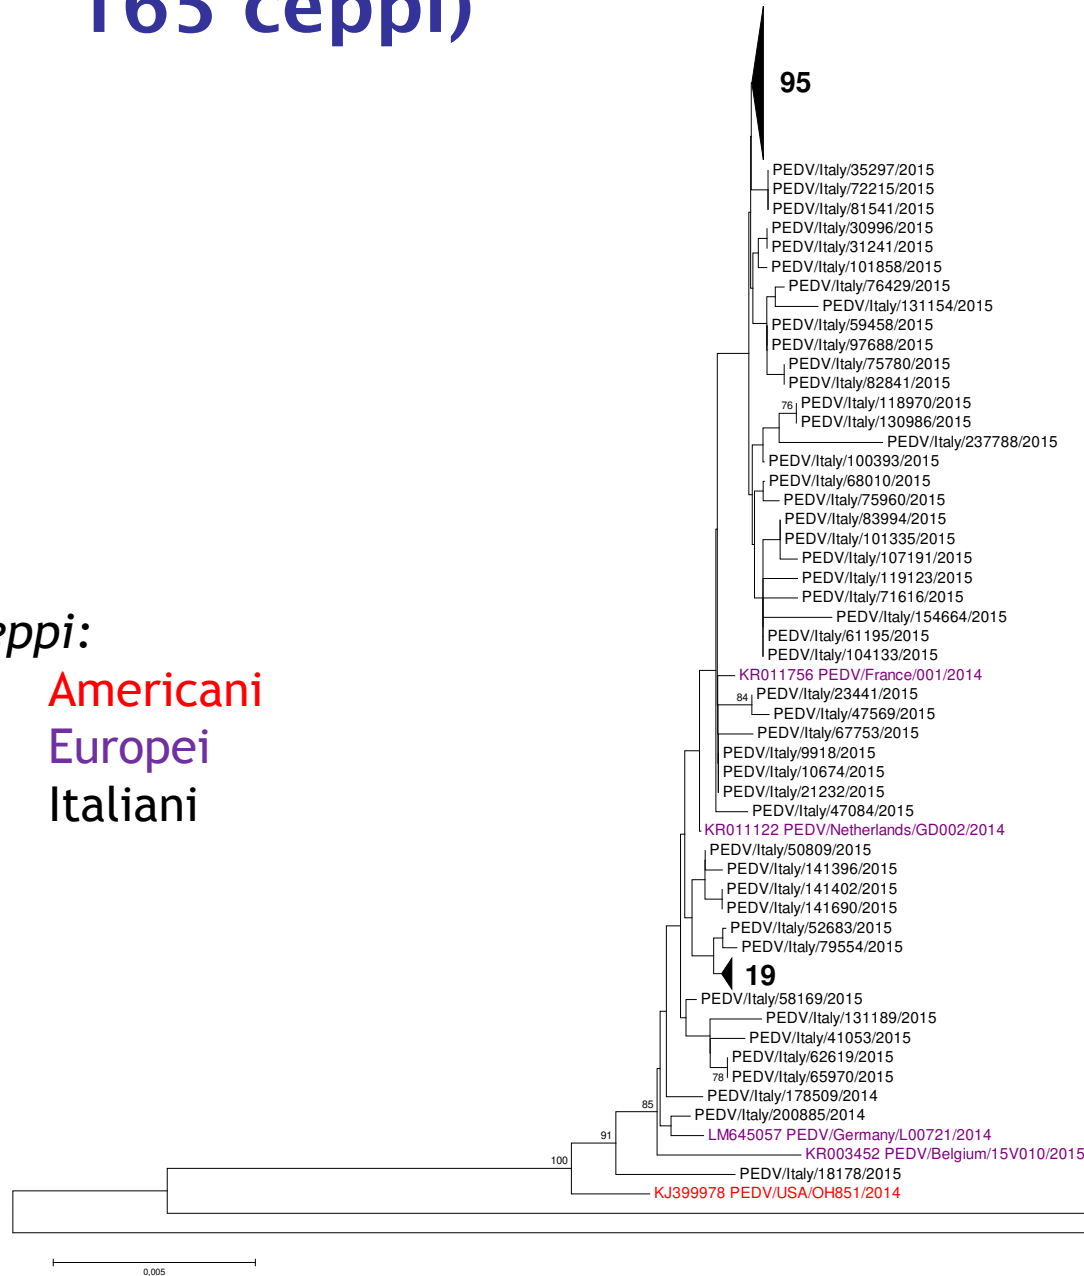 165 ceppi)
95
PEDV/Italy/35297/2015
PEDV/Italy/72215/2015
PEDV/Italy/81541/2015
PEDV/Italy/30996/2015
PEDV/Italy/31241/2015
PEDV/Italy/101858/2015
PEDV/Italy/76429/2015
PEDV/Italy/131154/2015
PEDV/Italy/59458/2015
PEDV/Italy/97688/2015
PEDV/Italy/75780/2015
PEDV/Italy/82841/2015
76 PEDV/Italy/118970/2015
PEDV/Italy/130986/2015
PEDV/Italy/237788/2015
PEDV/Italy/100393/2015
PEDV/Italy/68010/2015
PEDV/Italy/75960/2015
PEDV/Italy/83994/2015
PEDV/Italy/101335/2015
PEDV/Italy/107191/2015
PEDV/Italy/119123/2015
PEDV/Italy/71616/2015
PEDV/Italy/154664/2015
PEDV/Italy/61195/2015
PEDV/Italy/104133/2015
KR011756 PEDV/France/001/2014
84 PEDV/Italy/23441/2015
PEDV/Italy/47569/2015
PEDV/Italy/67753/2015
PEDV/Italy/9918/2015
PEDV/Italy/10674/2015
PEDV/Italy/21232/2015
PEDV/Italy/47084/2015
KR011122 PEDV/Netherlands/GD002/2014
PEDV/Italy/50809/2015
PEDV/Italy/141396/2015
PEDV/Italy/141402/2015
PEDV/Italy/141690/2015
PEDV/Italy/52683/2015
PEDV/Italy/79554/2015
19
PEDV/Italy/58169/2015
PEDV/Italy/131189/2015
PEDV/Italy/41053/2015
PEDV/Italy/62619/2015
78 PEDV/Italy/65970/2015
PEDV/Italy/178509/2014
85
PEDV/Italy/200885/2014
91
LM645057 PEDV/Germany/L00721/2014
KR003452 PEDV/Belgium/15V010/2015
100
PEDV/Italy/18178/2015
KJ399978 PEDV/USA/OH851/2014
0,005
eppi:
Americani
Europei
Italiani